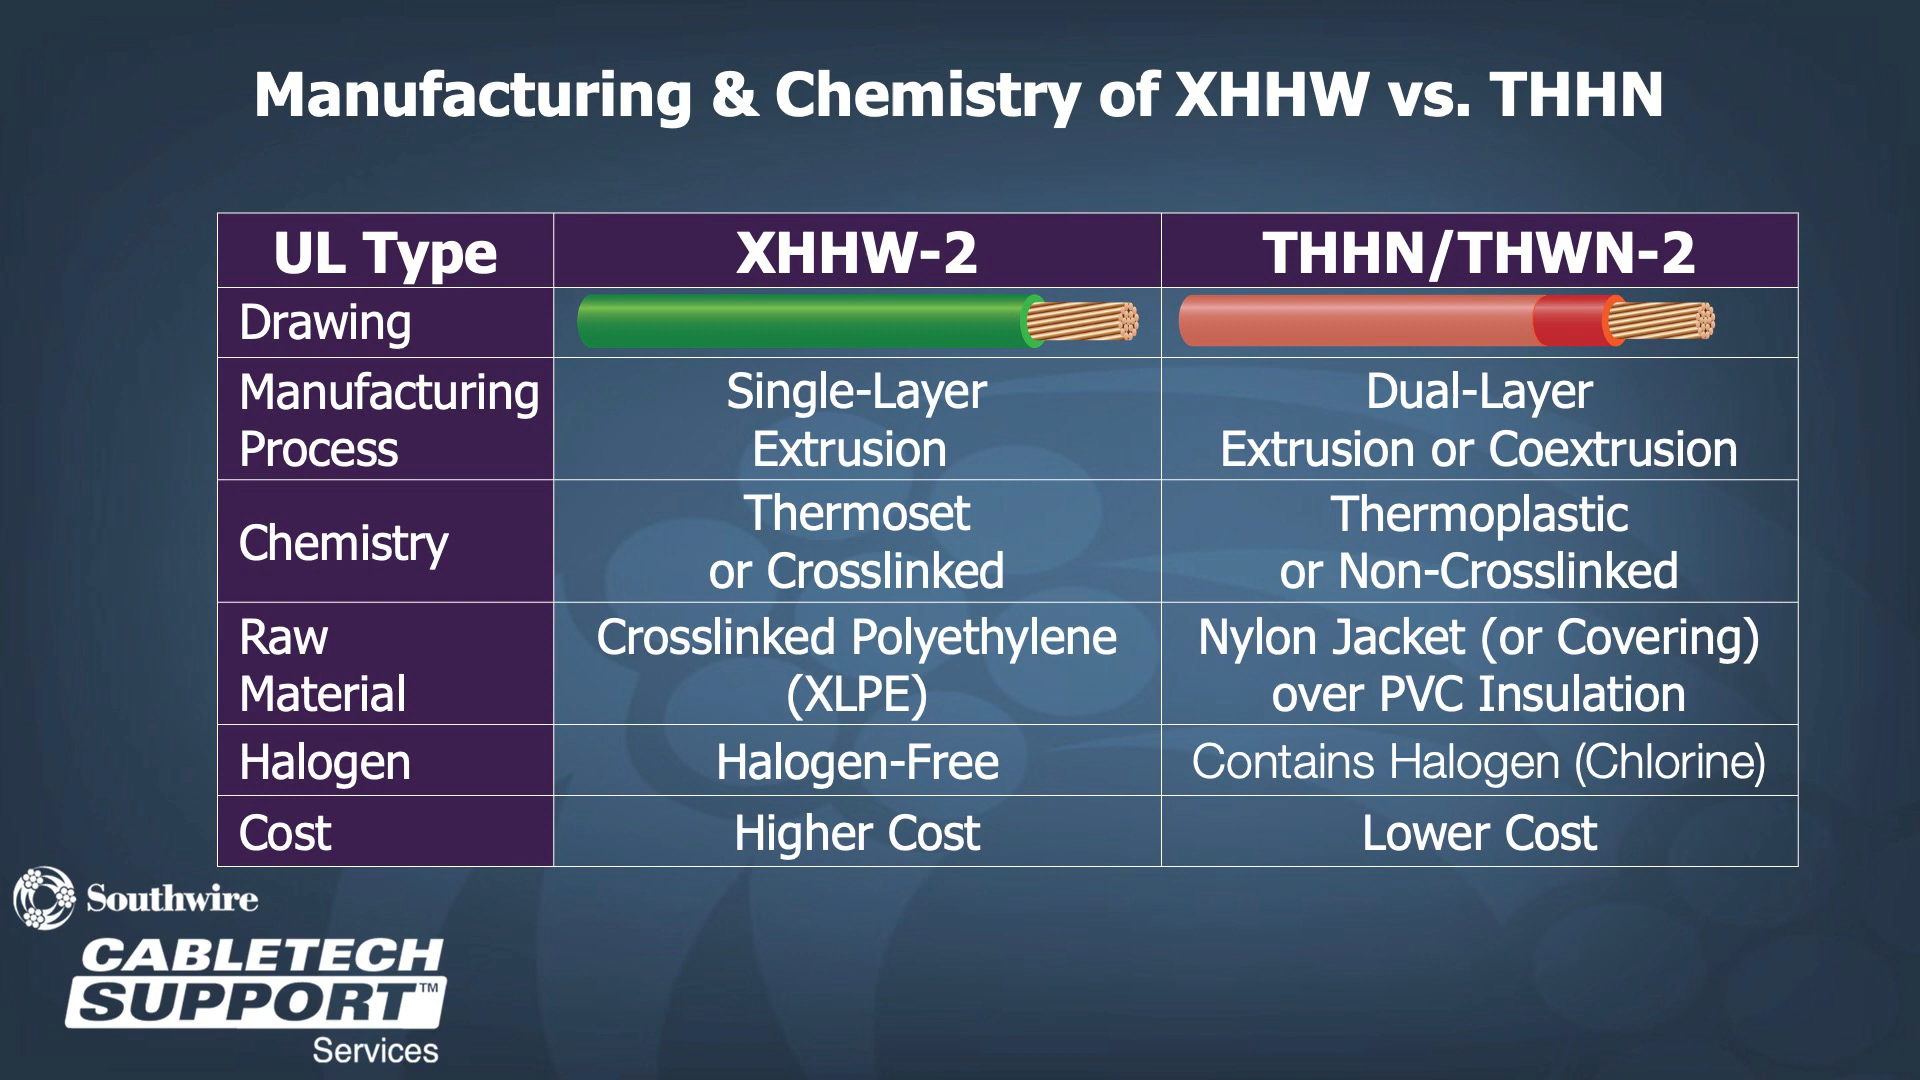 Manufacturing & Chemistry of XHHW vs. THHN
UL Type
XHHW-2
THHN/THWN-2
Drawing
Manufacturing
Process
Single-Layer
Extrusion
Dual-Layer
Extrusion or Coextrusion
Chemistry
Thermoset
or Crosslinked
Thermoplastic
or Non-Crosslinked
Raw
Material
Crosslinked Polyethylene
(XLPE)
Nylon Jacket (or Covering)
over PVC Insulation
Halogen
Halogen-Free
Contains Halogen (Chlorine)
Cost
Higher Cost
Lower Cost
Southwire
CABLETECH
SUPPORT™
Services